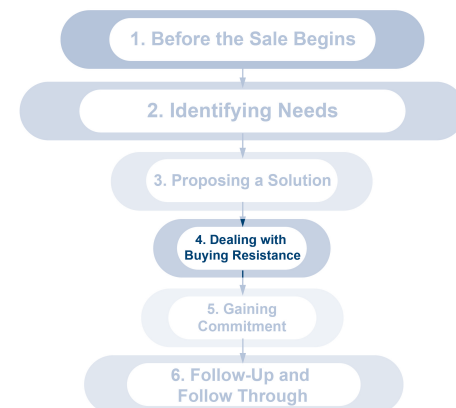 1. Before the Sale Begins
2. Identifying Needs
3. Proposing a Solution
4. Dealing with
Buying Resistance
5. Gaining
Commitment
6. Follow-Up and
Follow Through